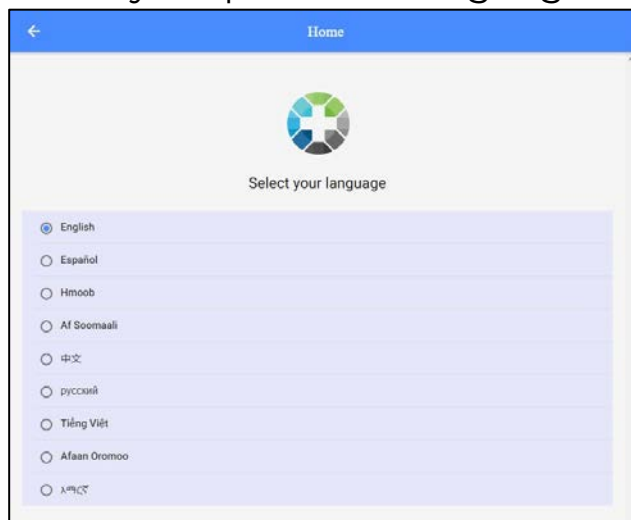 Home
Select your language
English
Español
Hmoob
Af Soomaali
中文
русский
Tiếng Việt
Afaan Oromoo
አማርኛ